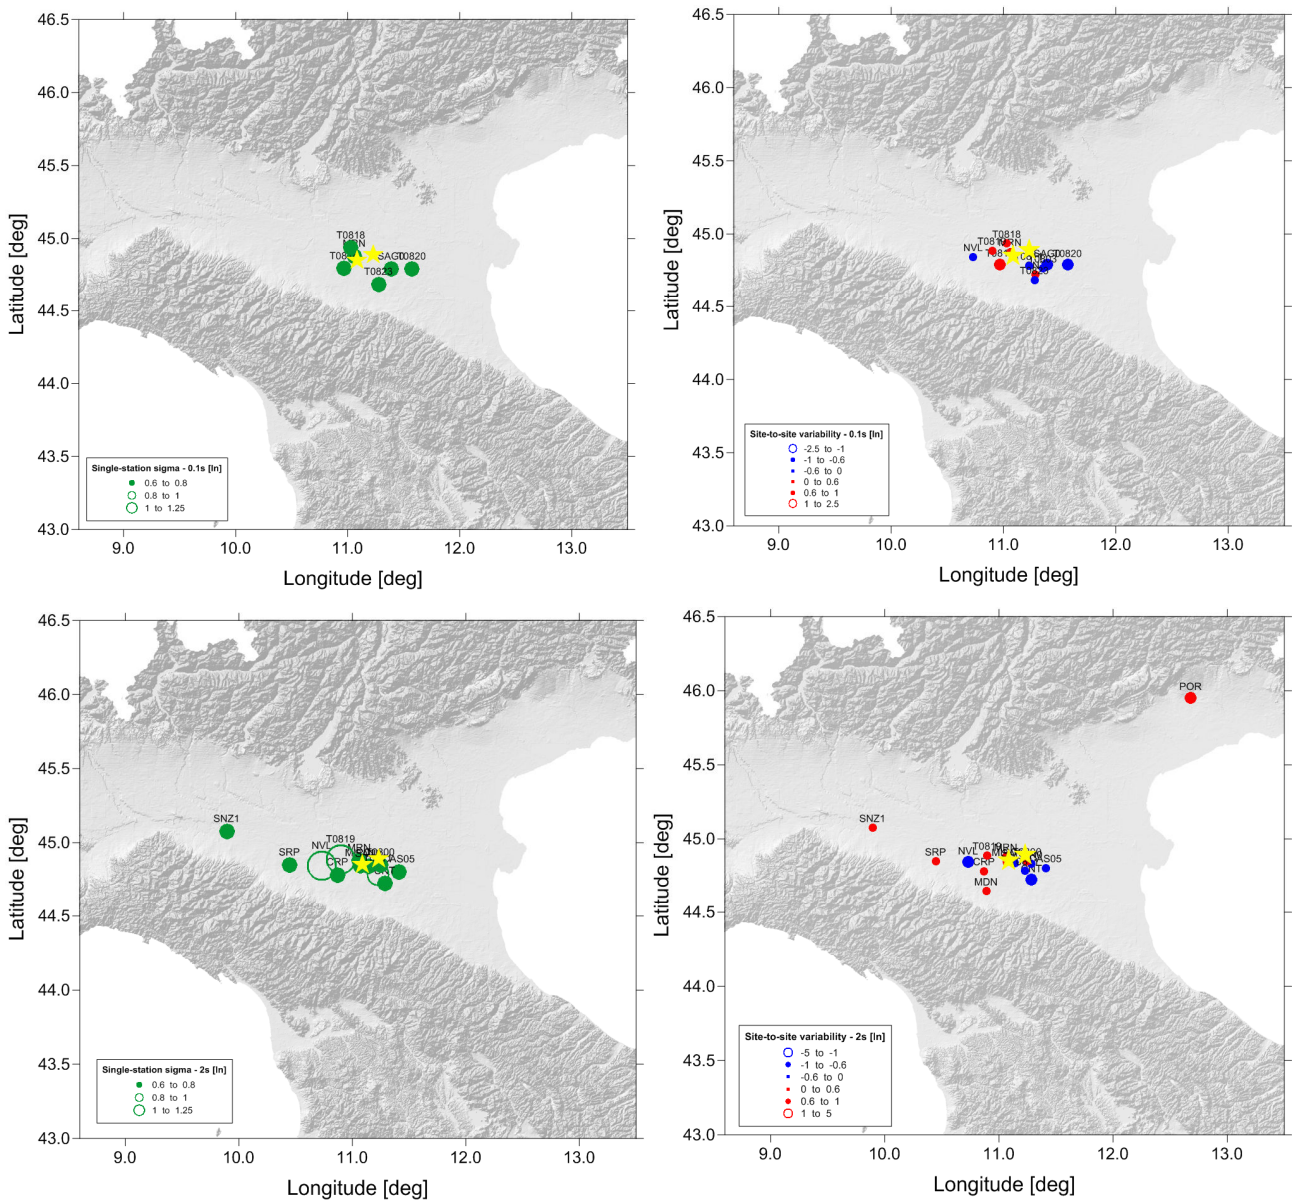 46.5
46.0
45.5
45.0
44.5
44.0
43.5
43.0
9.0
10.0
11.0
12.0
13.0
Latitude [deg]
Longitude [deg]
T0818
MRN
SAG0
T0820
T0823
Single-station sigma - 0.1s [ln]
0.6 to 0.8
0.8 to 1
1 to 1.25
46.5
46.0
45.5
45.0
44.5
44.0
43.5
43.0
9.0
10.0
11.0
12.0
13.0
Latitude [deg]
Longitude [deg]
T0818
NVL
SAG0
T0820
Site-to-site variability - 0.1s [ln]
-2.5 to -1
-1 to -0.6
-0.6 to 0
0 to 0.6
0.6 to 1
1 to 2.5
46.5
46.0
45.5
45.0
44.5
44.0
43.5
43.0
9.0
10.0
11.0
12.0
13.0
Latitude [deg]
Longitude [deg]
SNZ1
T0819
NVL
MRN
SRP
CRP
AS05
Single-station sigma - 2s [ln]
0.6 to 0.8
0.8 to 1
1 to 1.25
46.5
46.0
45.5
45.0
44.5
44.0
43.5
43.0
9.0
10.0
11.0
12.0
13.0
Latitude [deg]
Longitude [deg]
POR
SNZ1
T0819
MRN
SRP
NVL
CRP
AS05
MDN
Site-to-site variability - 2s [ln]
-5 to -1
-1 to -0.6
-0.6 to 0
0 to 0.6
0.6 to 1
1 to 5